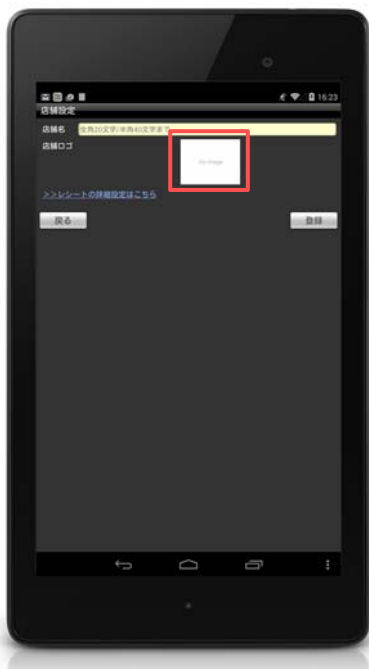 16:23
店舗設定
店舗名 全角20文字/半角40文字まで
店舗ロゴ
no image
>>レシートの詳細設定はこちら
戻る 登録